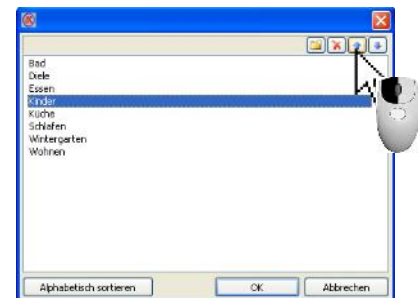 Bad
Diele
Essen
Kinder
Küche
Schlafen
Wintergarten
Wohnen
Alphabetisch sortieren
OK
Abbrechen